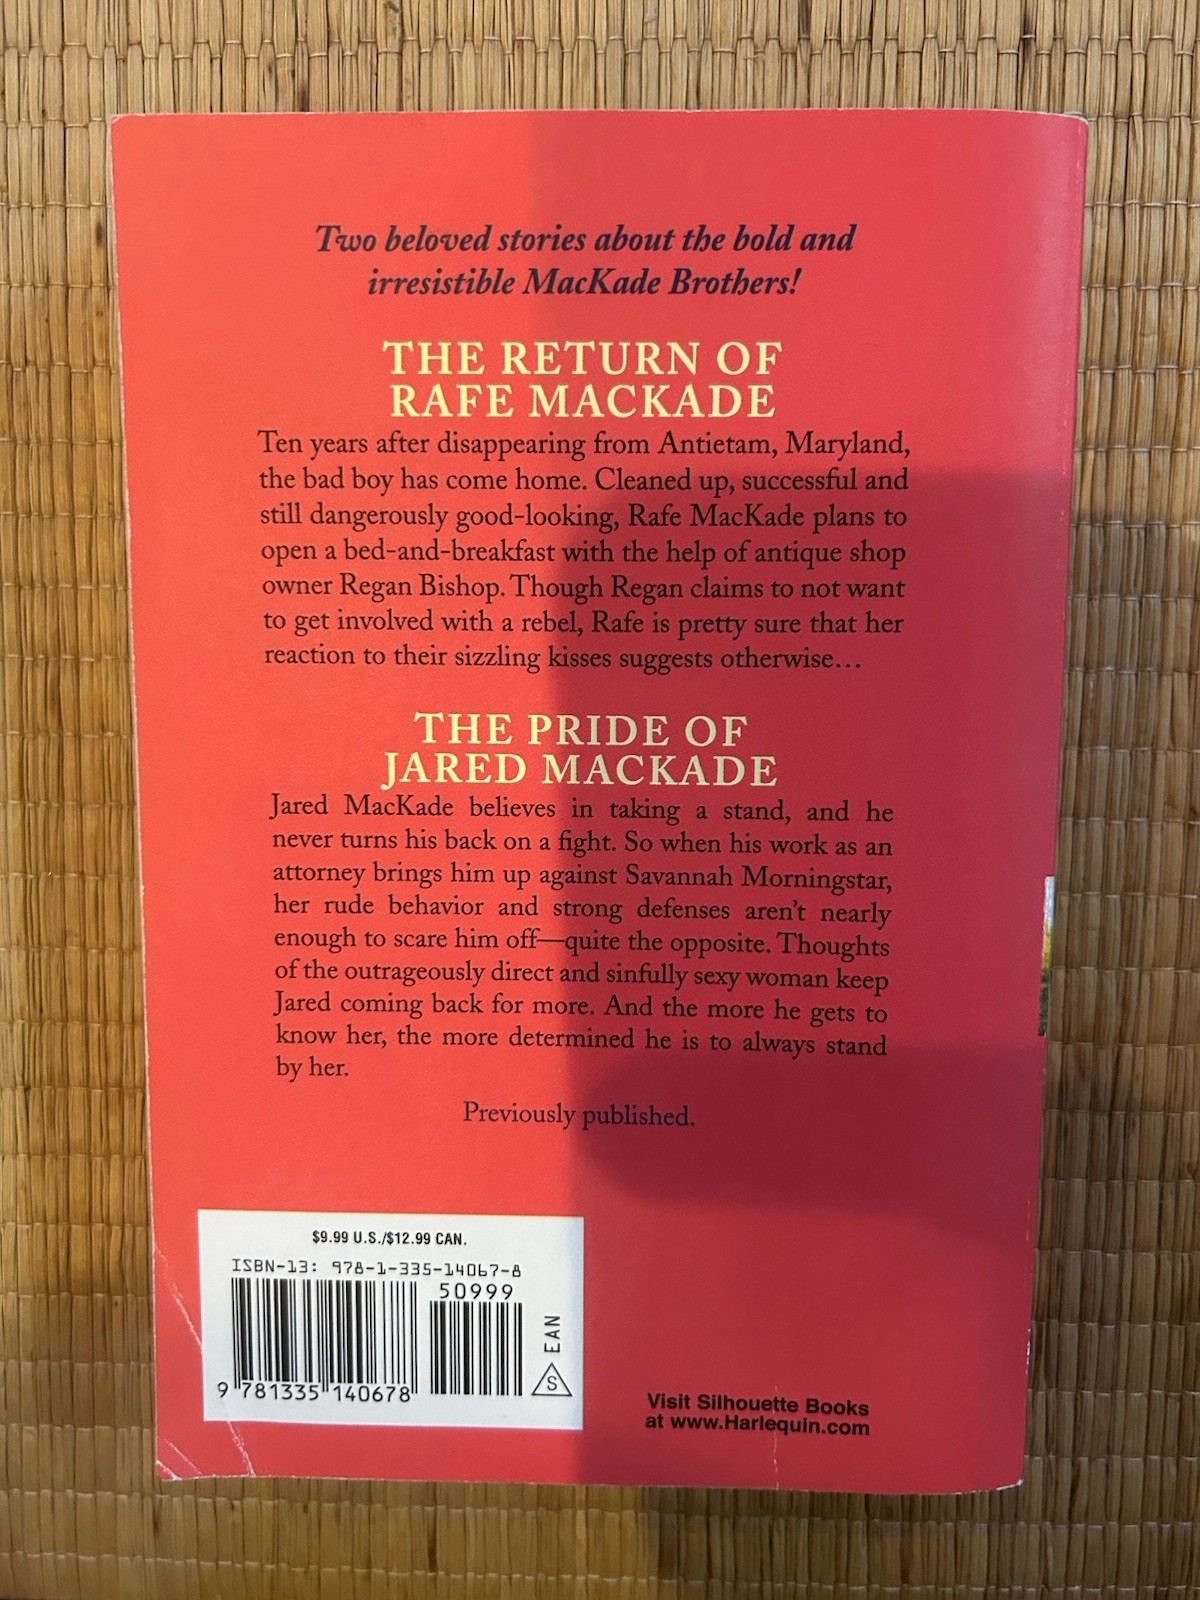 Two beloved stories about the bold and
irresistible MacKade Brothers!
THE RETURN OF
RAFE MACKADE
Ten years after disappearing from Antietam, Maryland,
the bad boy has come home. Cleaned up, successful and
still dangerously good-looking, Rafe MacKade plans to
open a bed-and-breakfast with the help of antique shop
owner Regan Bishop. Though Regan claims to not want
to get involved with a rebel, Rafe is pretty sure that her
reaction to their sizzling kisses suggests otherwise…
THE PRIDE OF
JARED MACKADE
Jared MacKade believes in taking a stand, and he
never turns his back on a fight. So when his work as an
attorney brings him up against Savannah Morningstar,
her rude behavior and strong defenses aren't nearly
enough to scare him off—quite the opposite. Thoughts
of the outrageously direct and sinfully sexy woman keep
Jared coming back for more. And the more he gets to
know her, the more determined he is to always stand
by her.
Previously published.
$9.99 U.S./$12.99 CAN.
ISBN-13: 978-1-335-14067-8
50999
EAN
S
9 781335 140678
Visit Silhouette Books
at www.Harlequin.com